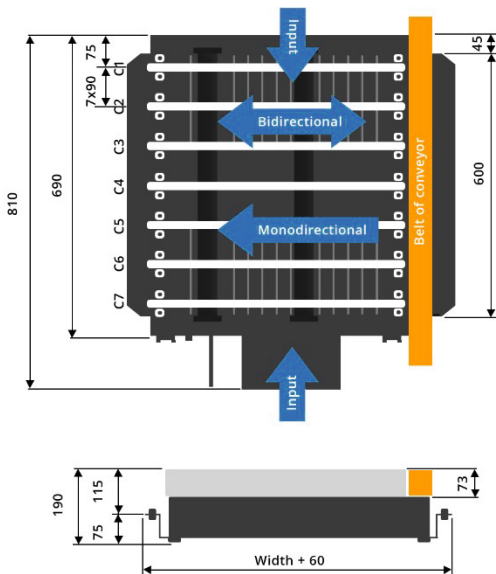 Input
75
45
C1
7x90
C2
Bidirectional
C3
Belt of conveyor
690
600
810
C4
C5
Monodirectional
C6
C7
Input
190
115
75
73
Width + 60